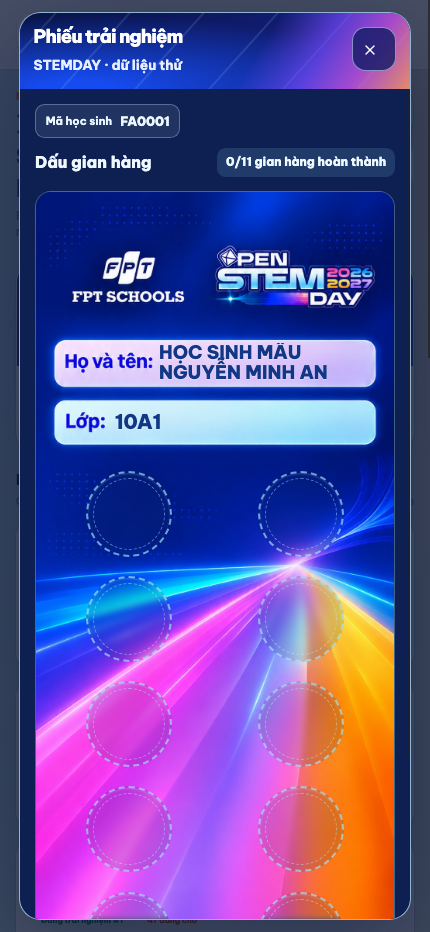 Phiếu trải nghiệm
STEMDAY · dữ liệu thử
×
Mã học sinh FA0001
Dấu gian hàng
0/11 gian hàng hoàn thành
FPT
FPT SCHOOLS
OPEN
STEM 2026 2027
DAY
Họ và tên: HỌC SINH MẪU
NGUYỄN MINH AN
Lớp: 10A1